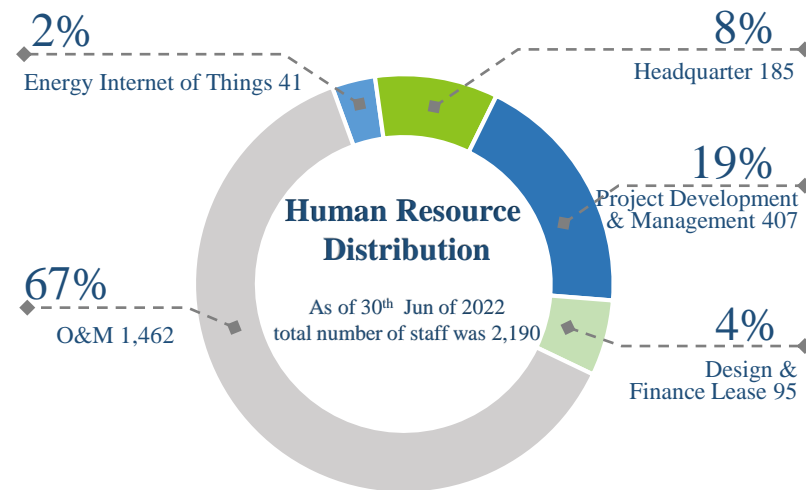 2%
Energy Internet of Things 41
8%
Headquarter 185
19%
Project Development
& Management 407
Human Resource
Distribution
As of 30th Jun of 2022
total number of staff was 2,190
67%
O&M 1,462
4%
Design &
Finance Lease 95